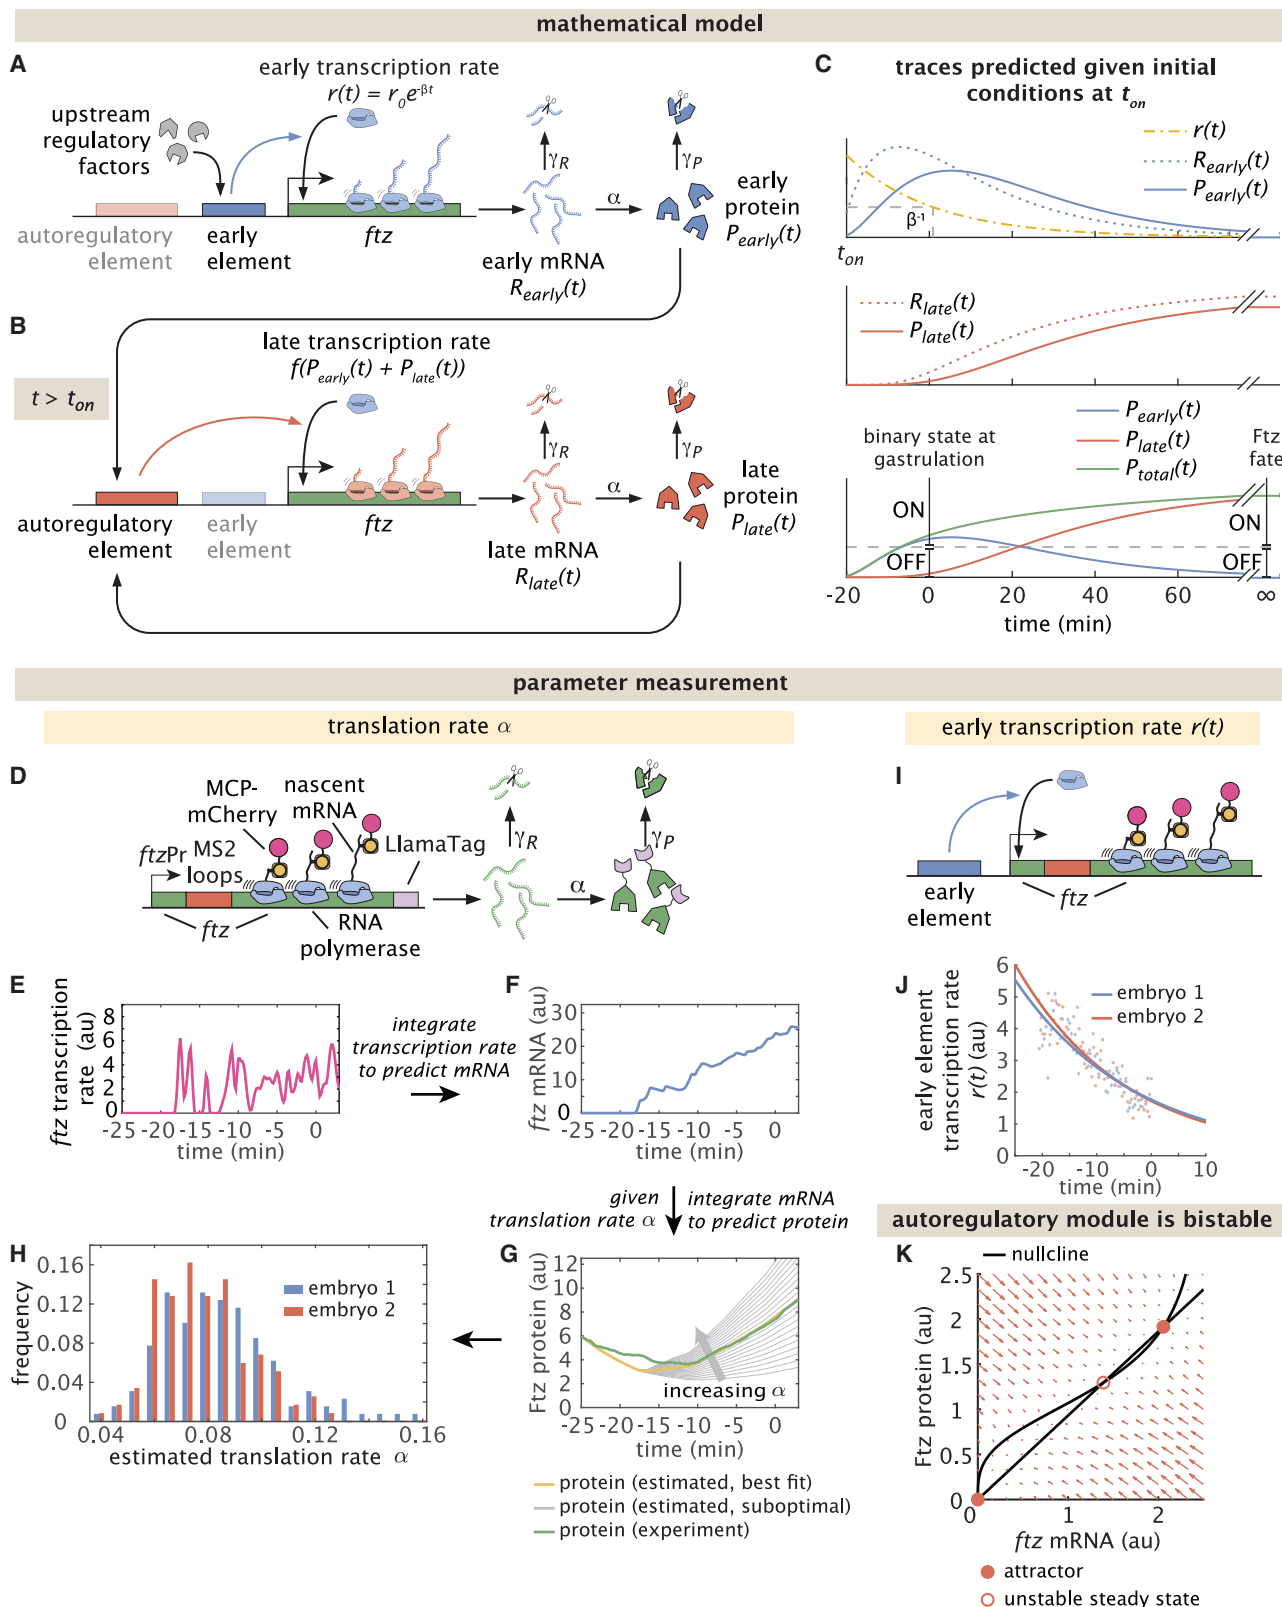 mathematical model
A
early transcription rate
r(t) = r0e-βt
upstream
regulatory
factors
autoregulatory
element
early
element
ftz
γR
γP
α
early mRNA
Rearly(t)
early
protein
Pearly(t)
B
late transcription rate
f(Pearly(t) + Plate(t))
t > ton
autoregulatory
element
early
element
ftz
γR
γP
α
late mRNA
Rlate(t)
late
protein
Plate(t)
C
traces predicted given initial
conditions at ton
r(t)
Rearly(t)
Pearly(t)
β-1
ton
Rlate(t)
Plate(t)
Pearly(t)
Plate(t)
Ptotal(t)
binary state at
gastrulation
Ftz
fate
ON
ON
OFF
OFF
-20 0 20 40 60 ∞
time (min)
parameter measurement
translation rate α
D
MCP-
mCherry
nascent
mRNA
ftzPr
MS2
loops
LlamaTag
ftz
RNA
polymerase
γR
γP
α
early transcription rate r(t)
I
early
element
ftz
E
ftz transcription
rate (au)
8
6
4
2
0
-25 -20 -15 -10 -5 0
time (min)
integrate
transcription rate
to predict mRNA
F
ftz mRNA (au)
30
20
10
0
-25 -20 -15 -10 -5 0
time (min)
J
early element
transcription rate
r(t) (au)
6
5
4
3
2
1
0
embryo 1
embryo 2
-20 -10 0 10
time (min)
given
translation rate α
integrate mRNA
to predict protein
H
frequency
0.16
0.12
0.08
0.04
0
embryo 1
embryo 2
0.04 0.08 0.12 0.16
estimated translation rate α
G
Ftz protein (au)
12
10
8
6
4
2
0
increasing α
-25 -20 -15 -10 -5 0
time (min)
protein (estimated, best fit)
protein (estimated, suboptimal)
protein (experiment)
autoregulatory module is bistable
K
nullcline
Ftz protein (au)
2.5
2
1.5
1
0.5
0
0 1 2
ftz mRNA (au)
attractor
unstable steady state